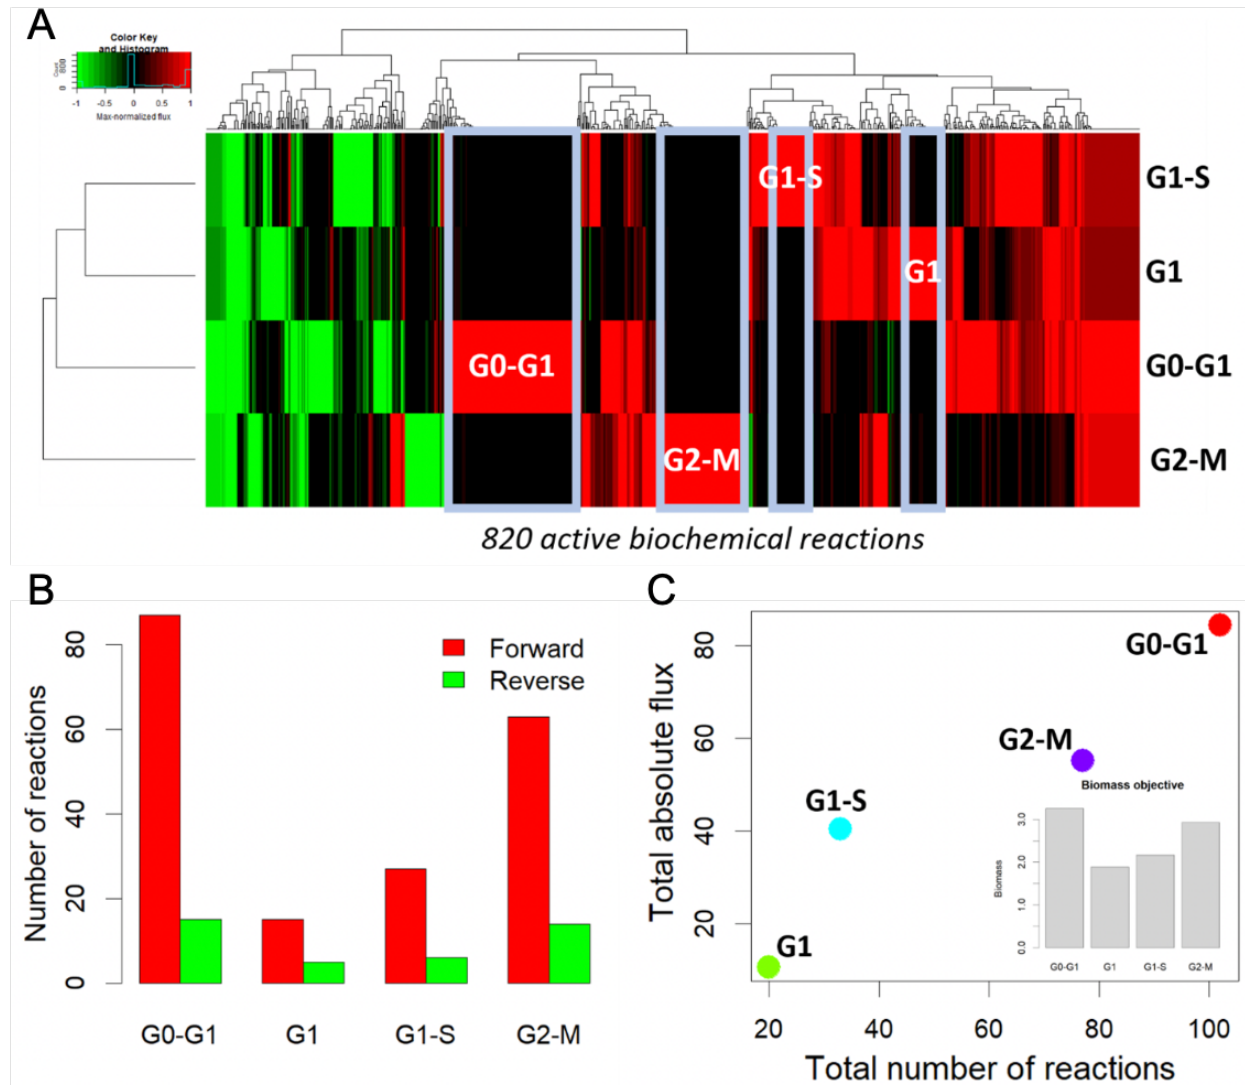 A
Color Key
and Histogram
Count
0
800
-1 -0.5 0 0.5 1
Max-normalized flux
G1-S
G1
G0-G1
G2-M
G1-S
G1
G0-G1
G2-M
820 active biochemical reactions
B
Number of reactions
80
60
40
20
0
Forward
Reverse
G0-G1 G1 G1-S G2-M
C
Total absolute flux
80
60
40
20
G0-G1
G2-M
G1-S
G1
Biomass objective
Biomass
3.0
2.0
1.0
0.0
G0-G1 G1 G1-S G2-M
20 40 60 80 100
Total number of reactions